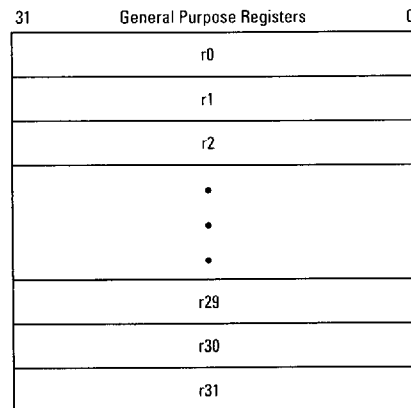 31 General Purpose Registers 0
r0
r1
r2
r29
r30
r31